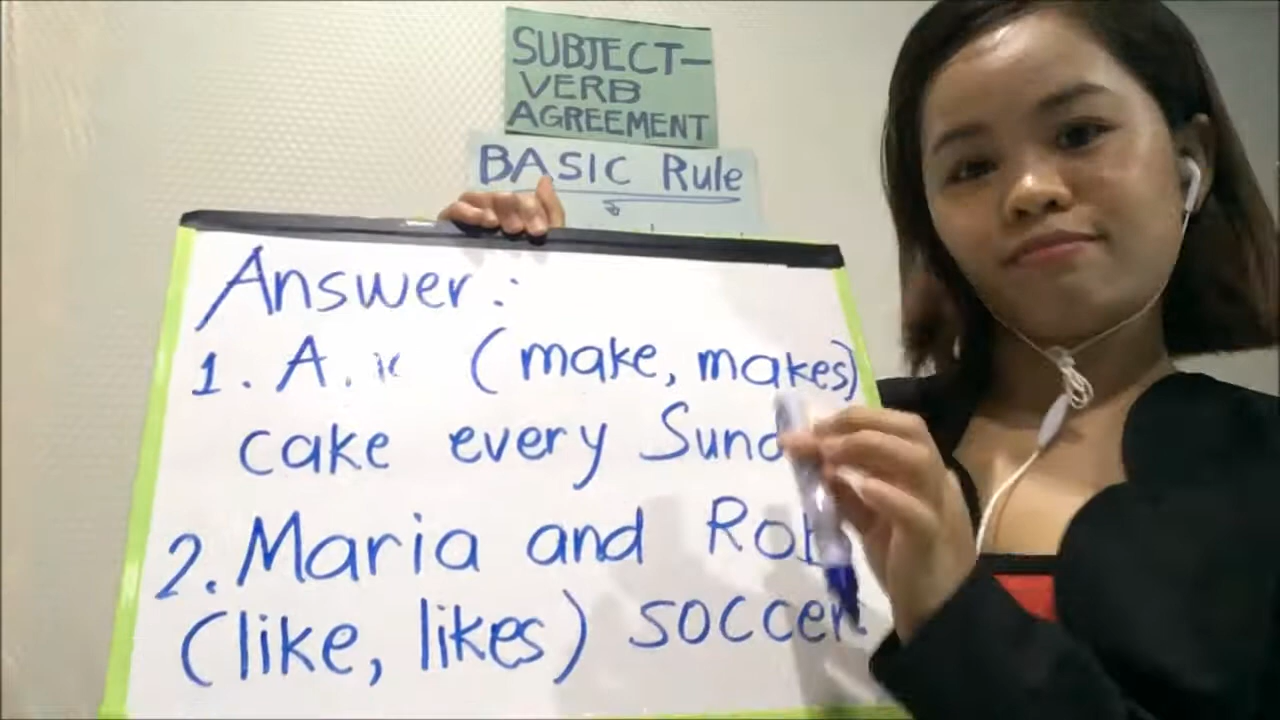 SUBJECT-
VERB
AGREEMENT
BASIC Rule
Answer:
1. A (make, makes)
cake every
2. Maria and
(like, likes) soccer.